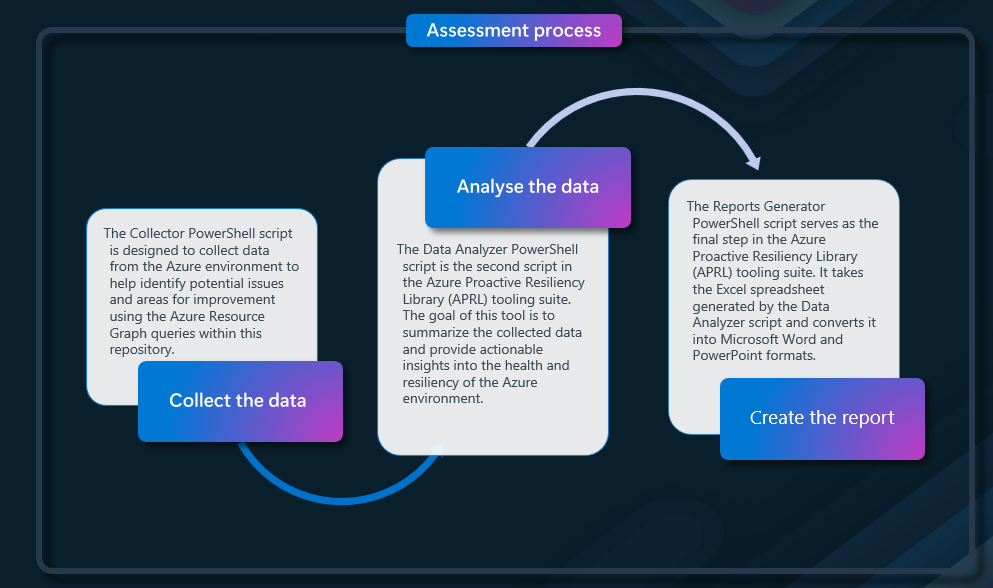 Assessment process
The Collector PowerShell script
is designed to collect data
from the Azure environment to
help identify potential issues
and areas for improvement
using the Azure Resource
Graph queries within this
repository.
Collect the data
Analyse the data
The Data Analyzer PowerShell
script is the second script in
the Azure Proactive Resiliency
Library (APRL) tooling suite.
The goal of this tool is to
summarize the collected data
and provide actionable
insights into the health and
resiliency of the Azure
environment.
The Reports Generator
PowerShell script serves as the
final step in the Azure
Proactive Resiliency Library
(APRL) tooling suite. It takes
the Excel spreadsheet
generated by the Data
Analyzer script and converts it
into Microsoft Word and
PowerPoint formats.
Create the report